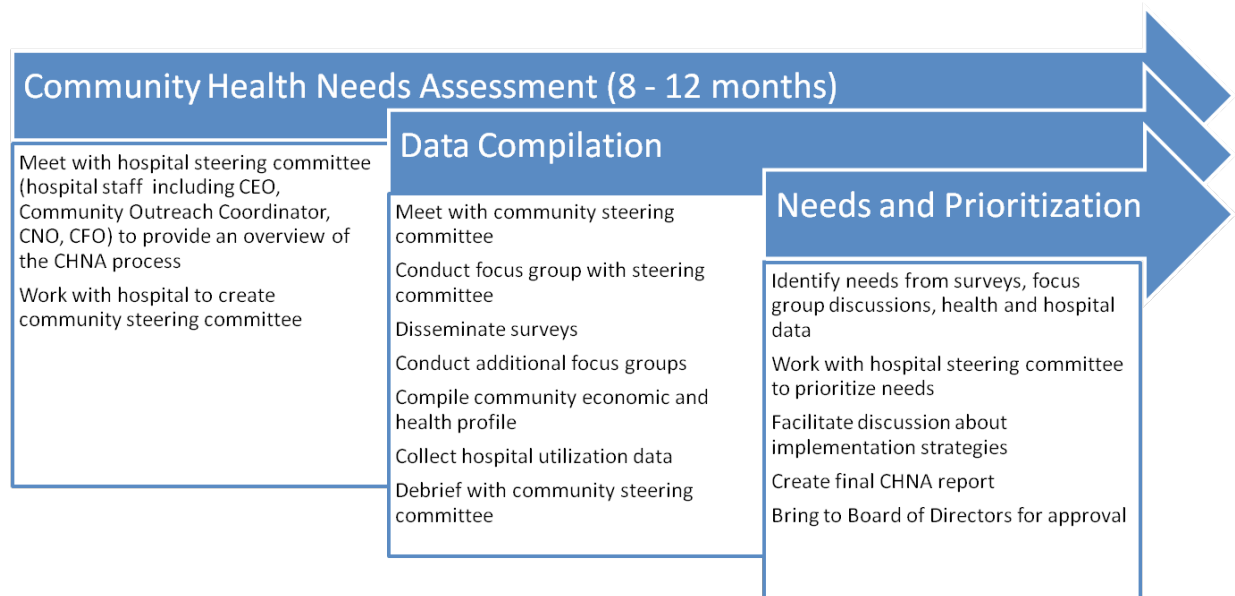 Community Health Needs Assessment (8 - 12 months)
Meet with hospital steering committee
(hospital staff including CEO,
Community Outreach Coordinator,
CNO, CFO) to provide an overview of
the CHNA process
Work with hospital to create
community steering committee
Data Compilation
Meet with community steering
committee
Conduct focus group with steering
committee
Disseminate surveys
Conduct additional focus groups
Compile community economic and
health profile
Collect hospital utilization data
Debrief with community steering
committee
Needs and Prioritization
Identify needs from surveys, focus
group discussions, health and hospital
data
Work with hospital steering committee
to prioritize needs
Facilitate discussion about
implementation strategies
Create final CHNA report
Bring to Board of Directors for approval